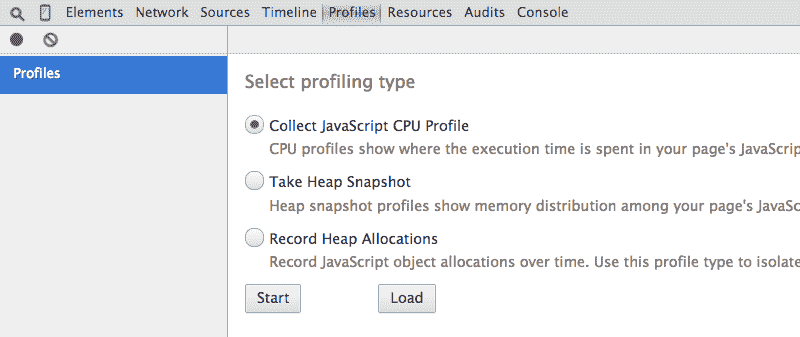 Elements Network Sources Timeline Profiles Resources Audits Console
Profiles
Select profiling type
Collect JavaScript CPU Profile
CPU profiles show where the execution time is spent in your page's JavaScrip
Take Heap Snapshot
Heap snapshot profiles show memory distribution among your page's JavaSc
Record Heap Allocations
Record JavaScript object allocations over time. Use this profile type to isolate
Start Load